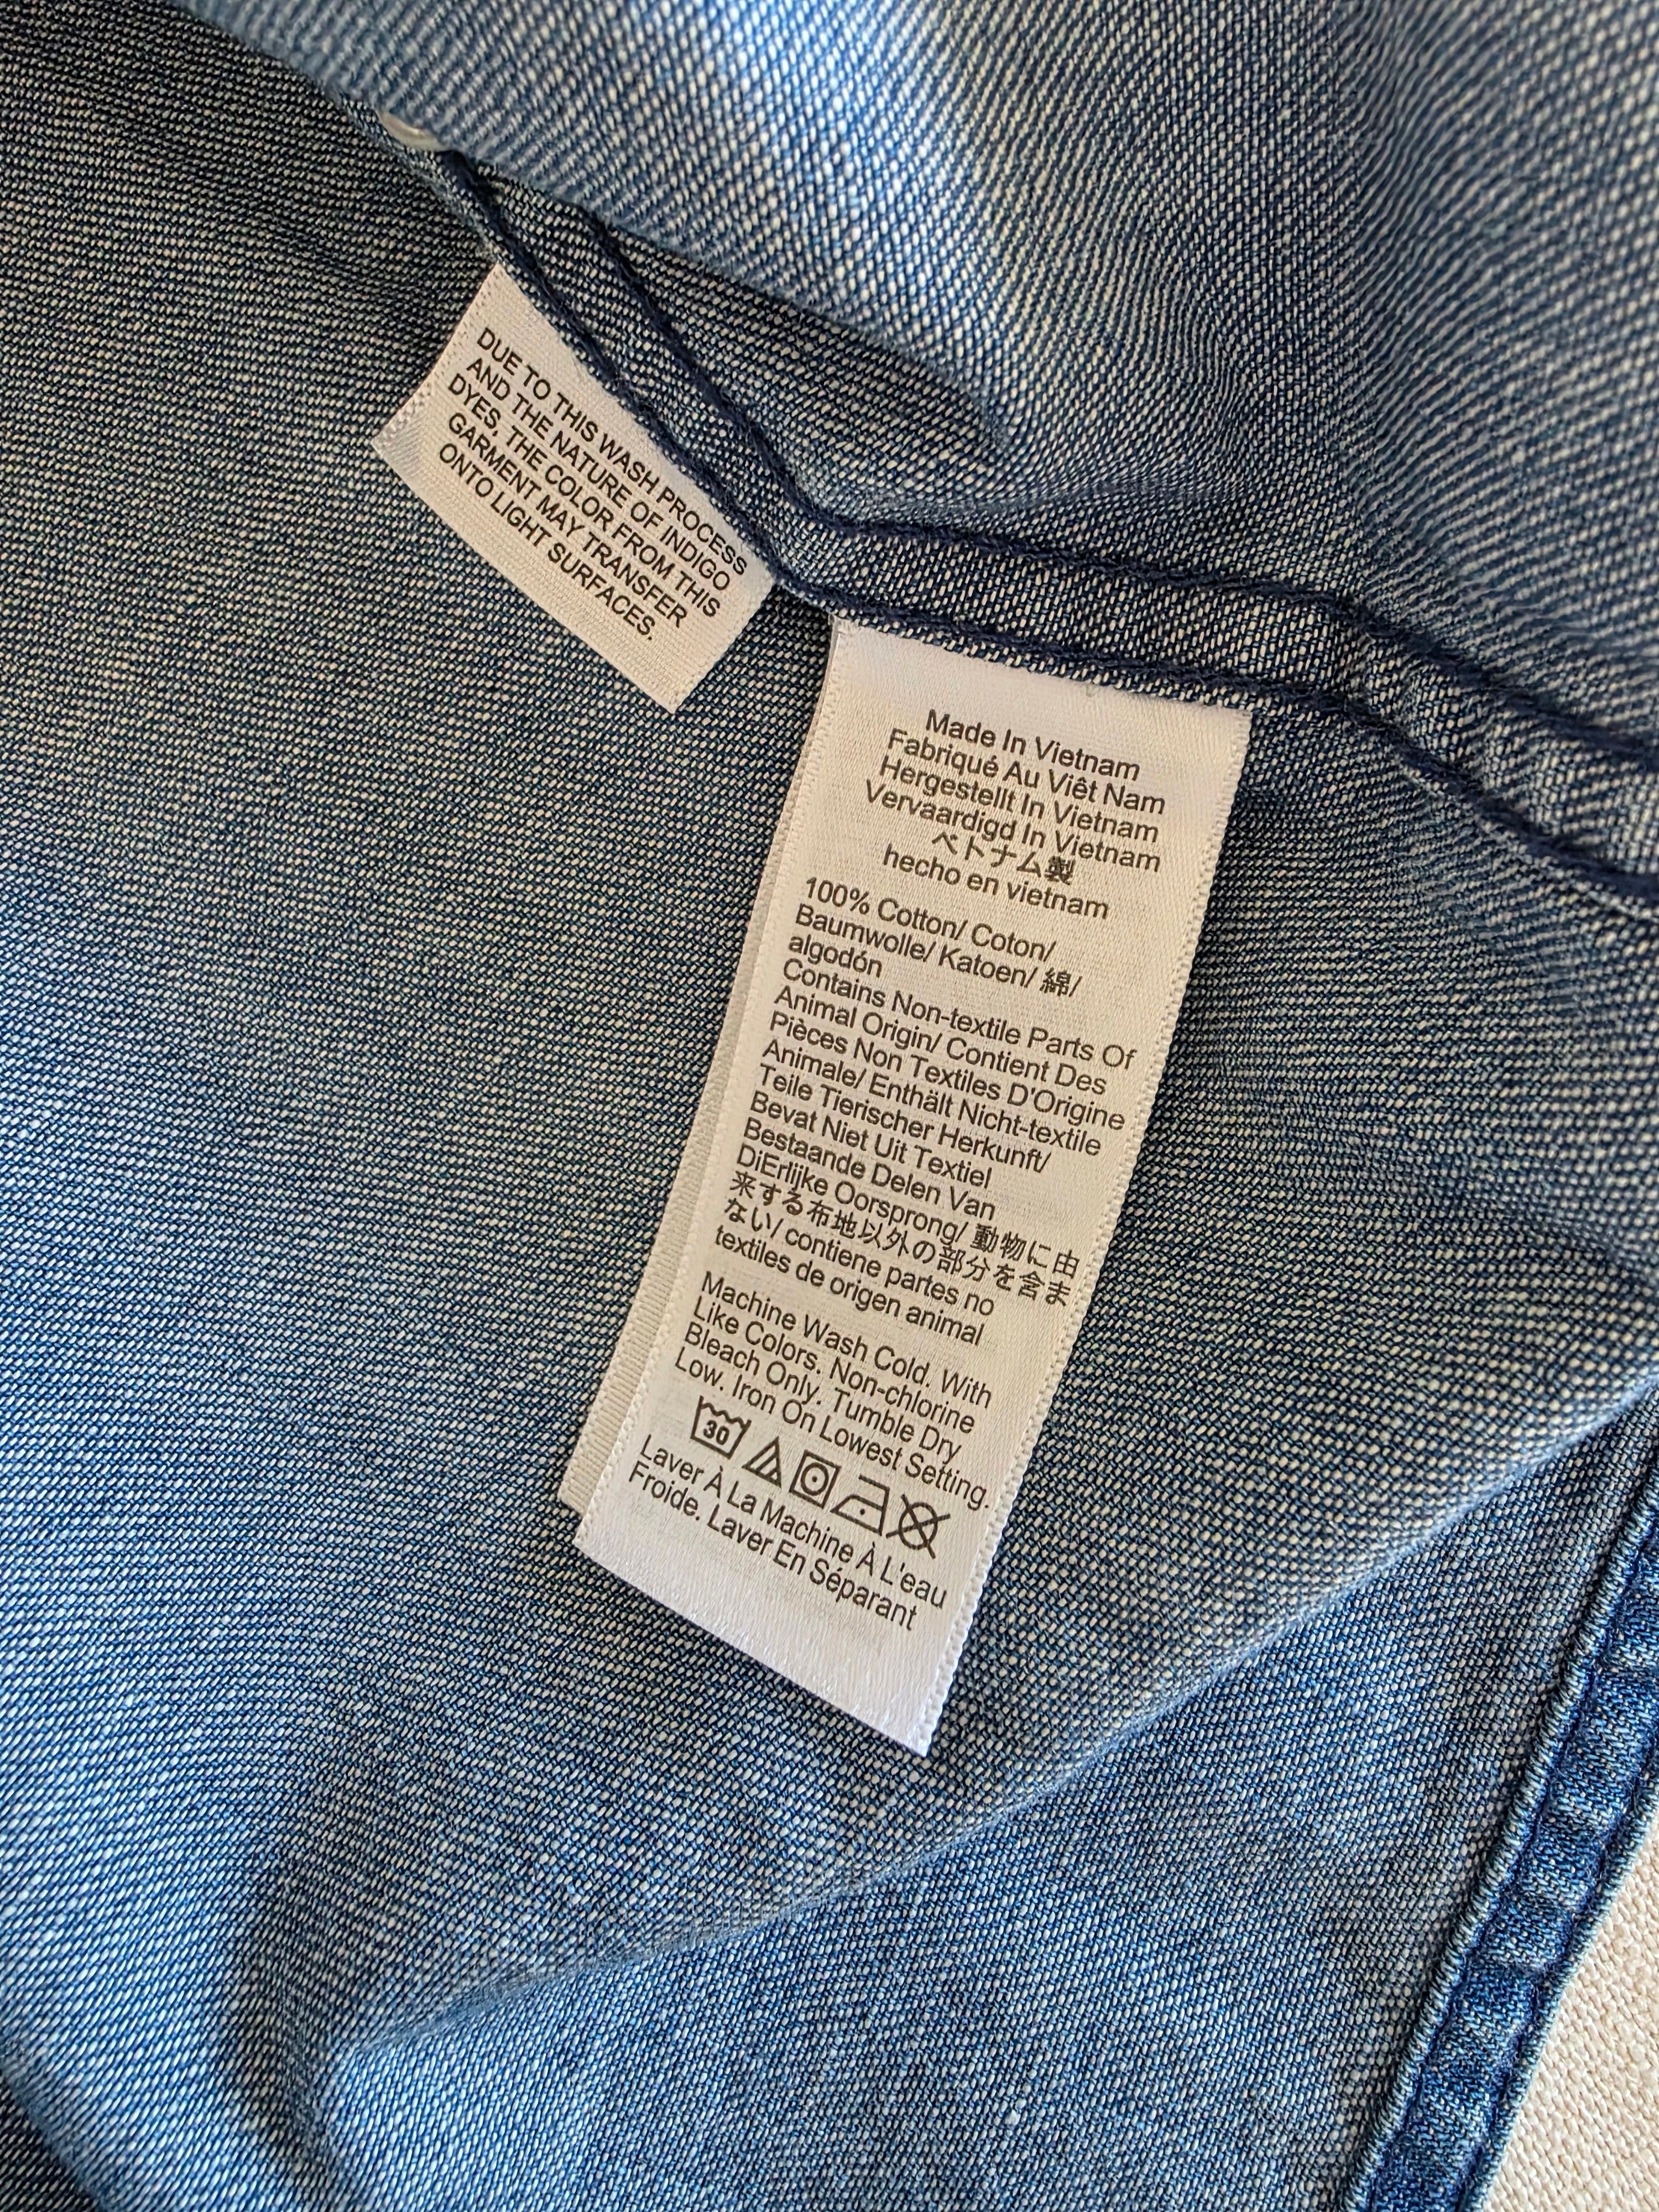 DUE TO THIS WASH PROCESS
AND THE NATURE OF INDIGO
DYES, THE COLOR FROM THIS
GARMENT MAY TRANSFER
ONTO LIGHT SURFACES.
Made In Vietnam
Fabriqué Au Viêt Nam
Hergestellt In Vietnam
Vervaardigd In Vietnam
ベトナム製
hecho en vietnam
100% Cotton/ Coton/
Baumwolle/ Katoen/ 綿/
algodón
Contains Non-textile Parts Of
Animal Origin/ Contient Des
Pièces Non Textiles D'Origine
Animale/ Enthält Nicht-textile
Teile Tierischer Herkunft/
Bevat Niet Uit Textiel
Bestaande Delen Van
DiErlijke Oorsprong/ 動物に由
来する布地以外の部分を含ま
ない/ contiene partes no
textiles de origen animal
Machine Wash Cold. With
Like Colors. Non-chlorine
Bleach Only. Tumble Dry
Low. Iron On Lowest Setting.
30
Laver À La Machine À L'eau
Froide. Laver En Séparant